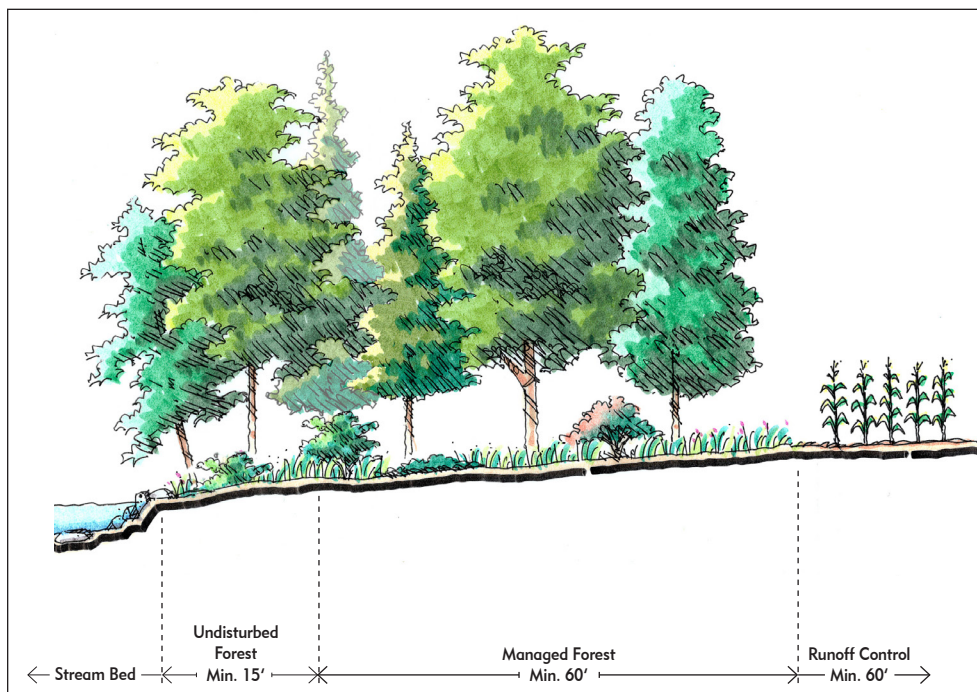 Stream Bed
Undisturbed
Forest
Min. 15'
Managed Forest
Min. 60'
Runoff Control
Min. 60'